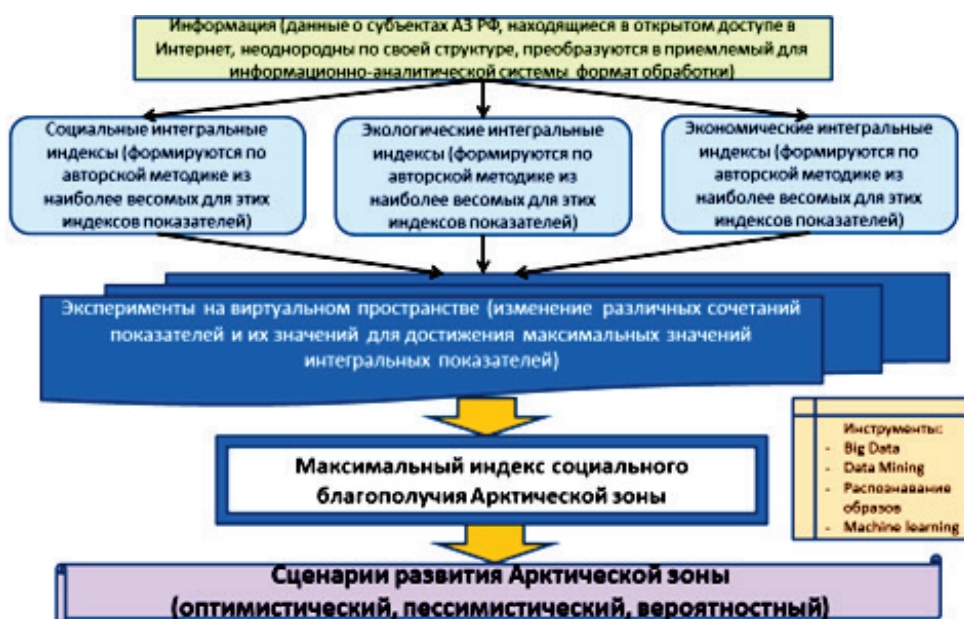 Информация (данные о субъектах АЗ РФ, находящиеся в открытом доступе в
Интернет, неоднородны по своей структуре, преобразуются в приемлемый для
информационно-аналитической системы формат обработки)
Социальные интегральные
индексы (формируются по
авторской методике из
наиболее весомых для этих
индексов показателей)
Экологические интегральные
индексы (формируются по
авторской методике из
наиболее весомых для этих
индексов показателей)
Экономические интегральные
индексы (формируются по
авторской методике из
наиболее весомых для этих
индексов показателей)
Эксперименты на виртуальном пространстве (изменение различных сочетаний
показателей и их значений для достижения максимальных значений
интегральных показателей)
Инструменты:
- Big Data
- Data Mining
- Распознавание
образов
- Machine learning
Максимальный индекс социального
благополучия Арктической зоны
Сценарии развития Арктической зоны
(оптимистический, пессимистический, вероятностный)